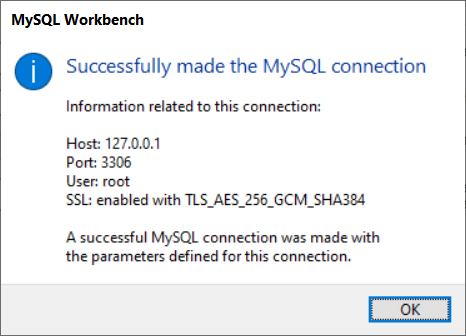 MySQL Workbench
Successfully made the MySQL connection
Information related to this connection:
Host: 127.0.0.1
Port: 3306
User: root
SSL: enabled with TLS_AES_256_GCM_SHA384
A successful MySQL connection was made with
the parameters defined for this connection.
OK